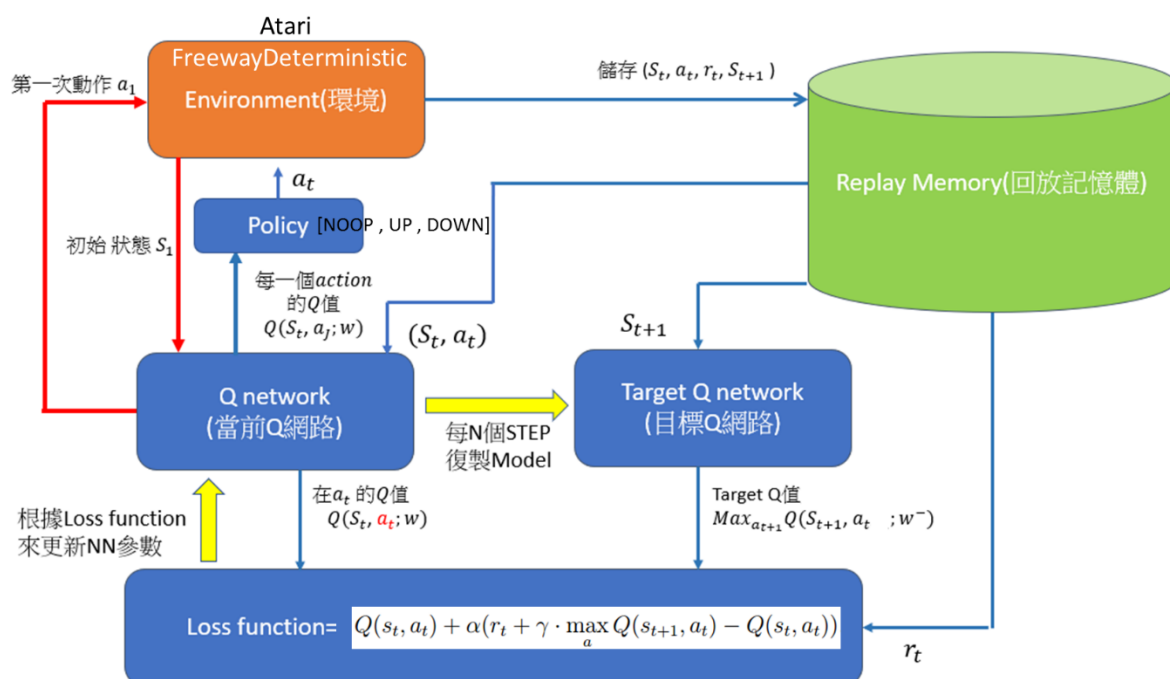 Atari
FreewayDeterministic
Environment(環境)
第一次動作 a₁
儲存 (Sₜ, aₜ, rₜ, Sₜ₊₁ )
Replay Memory(回放記憶體)
aₜ
Policy
[NOOP , UP , DOWN]
初始 狀態 S₁
每一個action
的Q值
Q(Sₜ, aⱼ; w)
(Sₜ, aₜ)
Sₜ₊₁
Q network
(當前Q網路)
Target Q network
(目標Q網路)
每N個STEP
復製Model
根據Loss function
來更新NN參數
在aₜ 的Q值
Q(Sₜ, aₜ; w)
Target Q值
Max_{aₜ₊₁}Q(Sₜ₊₁, aₜ ; w⁻)
Loss function= Q(sₜ, aₜ) + α(rₜ + γ · max_a Q(sₜ₊₁, aₜ) − Q(sₜ, aₜ))
rₜ